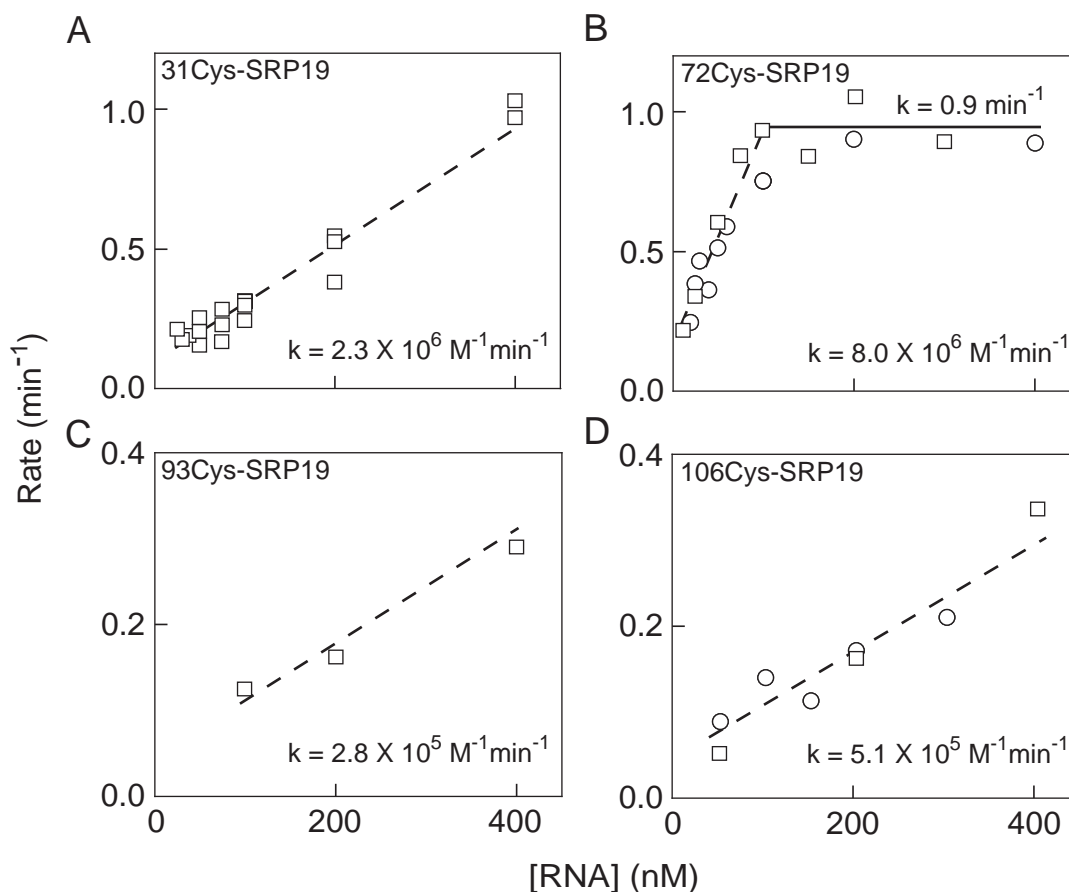 A
31Cys-SRP19
1.0
0.5
0.0
k = 2.3 X 10⁶ M⁻¹min⁻¹
B
72Cys-SRP19
k = 0.9 min⁻¹
1.0
0.5
0.0
k = 8.0 X 10⁶ M⁻¹min⁻¹
Rate (min⁻¹)
C
93Cys-SRP19
0.4
0.2
0.0
k = 2.8 X 10⁵ M⁻¹min⁻¹
0 200 400
D
106Cys-SRP19
0.4
0.2
0.0
k = 5.1 X 10⁵ M⁻¹min⁻¹
0 200 400
[RNA] (nM)